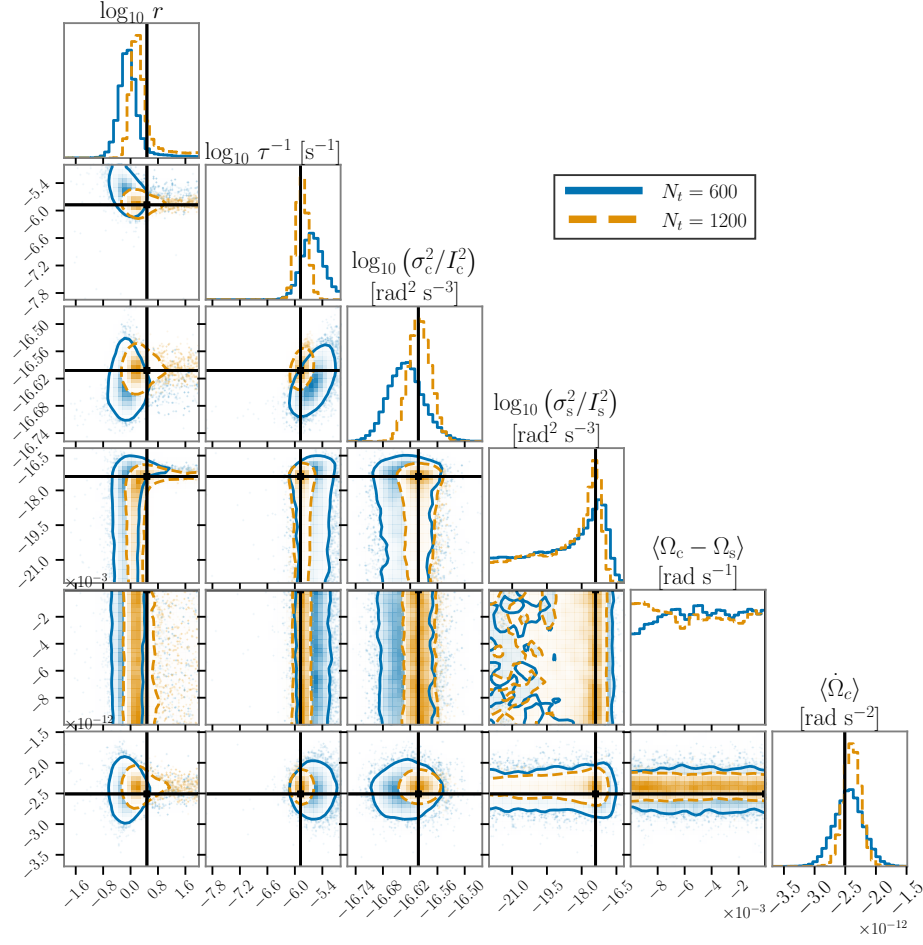 log₁₀ r
log₁₀ τ⁻¹ [s⁻¹]
−5.4
−6.0
−6.6
−7.2
−7.8
N_t = 600
N_t = 1200
log₁₀ (σ_c²/I_c²)
[rad² s⁻³]
−16.50
−16.56
−16.62
−16.68
−16.74
log₁₀ (σ_s²/I_s²)
[rad² s⁻³]
−16.5
−18.0
−19.5
−21.0
⟨Ω_c − Ω_s⟩
[rad s⁻¹]
×10⁻³
−2
−4
−6
−8
⟨Ω̇_c⟩
[rad s⁻²]
×10⁻¹²
−1.5
−2.0
−2.5
−3.0
−3.5
−1.6 0.0 0.8 1.6 −7.8 −7.2 −6.0 −5.4 −16.74 −16.68 −16.62 −16.56 −16.50 −21.0 −19.5 −18.0 −16.5 −8 −6 −4 −2 −3.5 −3.0 −2.5 −2.0 −1.5
×10⁻³ ×10⁻¹²